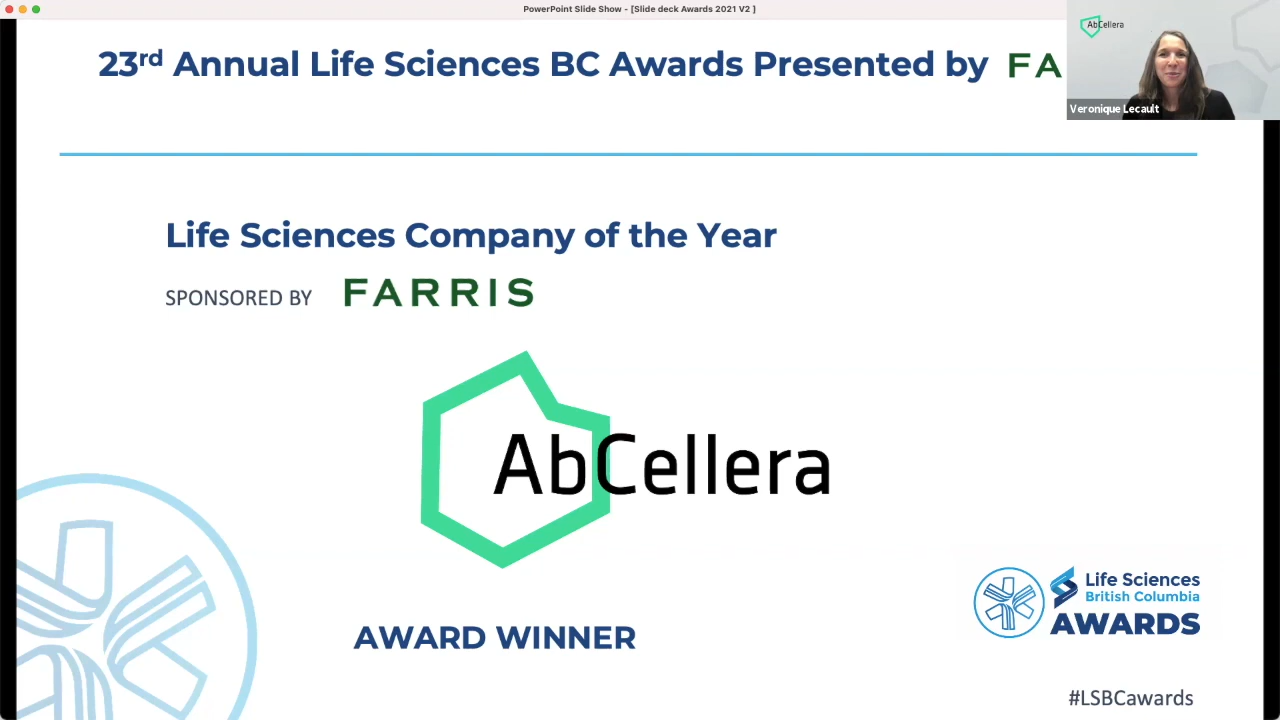 PowerPoint Slide Show - [Slide deck Awards 2021 V2 ]
23rd Annual Life Sciences BC Awards Presented by FA
AbCellera
Veronique Lecault
Life Sciences Company of the Year
SPONSORED BY FARRIS
AbCellera
AWARD WINNER
Life Sciences
British Columbia
AWARDS
#LSBCawards